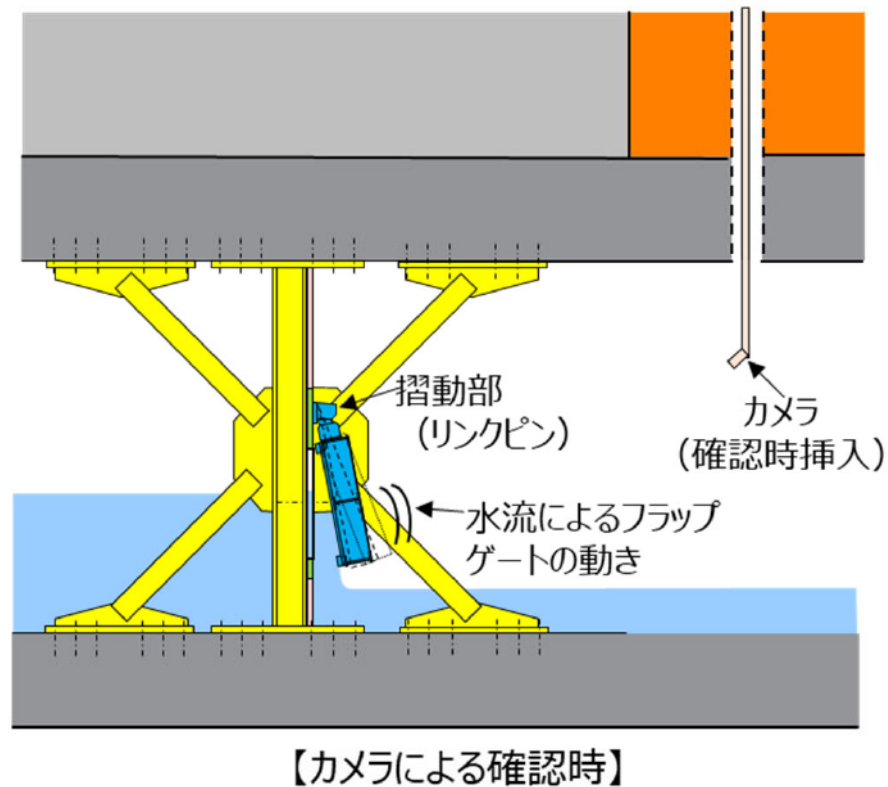 摺動部
（リンクピン）
カメラ
（確認時挿入）
水流によるフラップ
ゲートの動き
【カメラによる確認時】